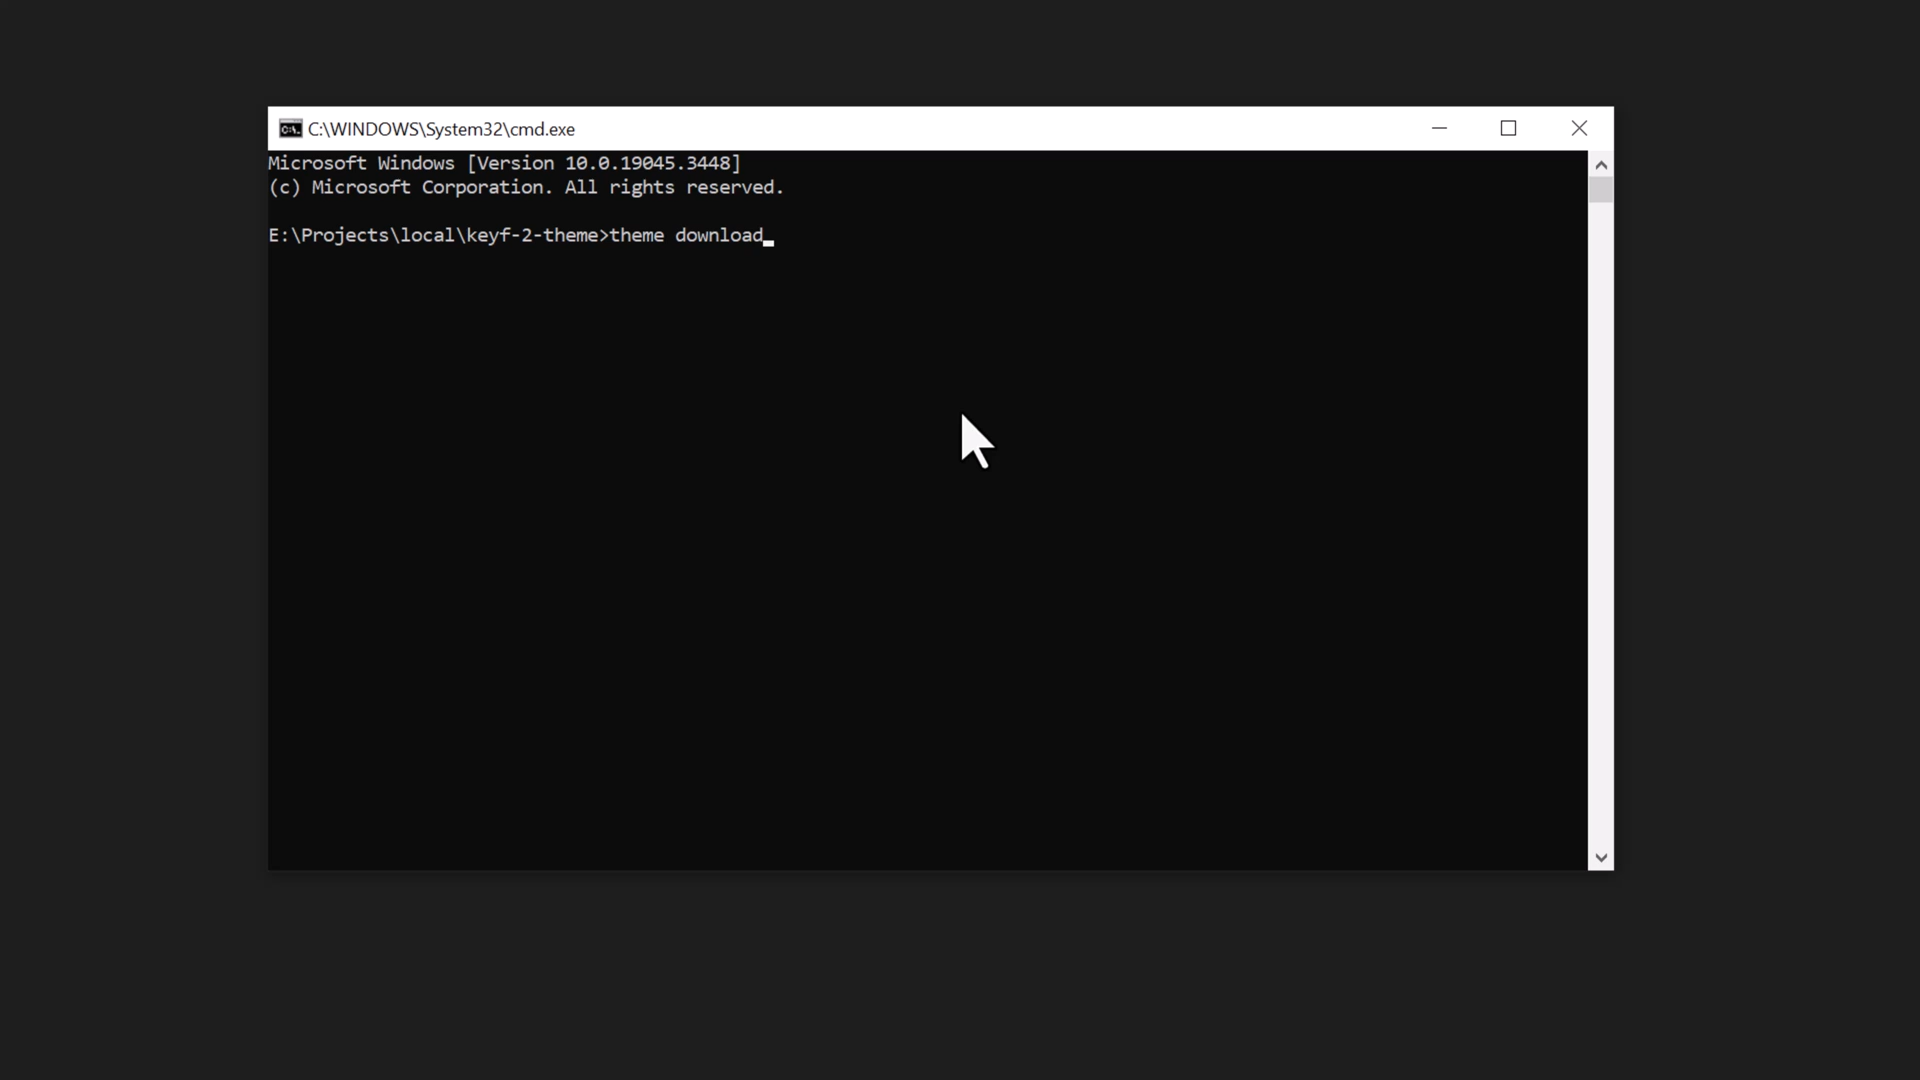 C:\WINDOWS\System32\cmd.exe
Microsoft Windows [Version 10.0.19045.3448]
(c) Microsoft Corporation. All rights reserved.
E:\Projects\local\keyf-2-theme>theme download